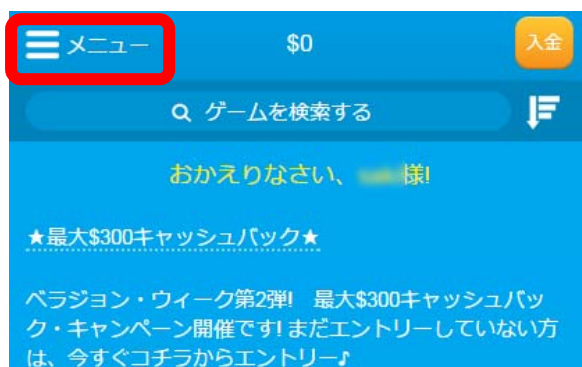 メニュー
$0
入金
ゲームを検索する
おかえりなさい、 様!
★最大$300キャッシュバック★
ベラジョン・ウィーク第2弾! 最大$300キャッシュバッ
ク・キャンペーン開催です! まだエントリーしていない方
は、今すぐコチラからエントリー♪